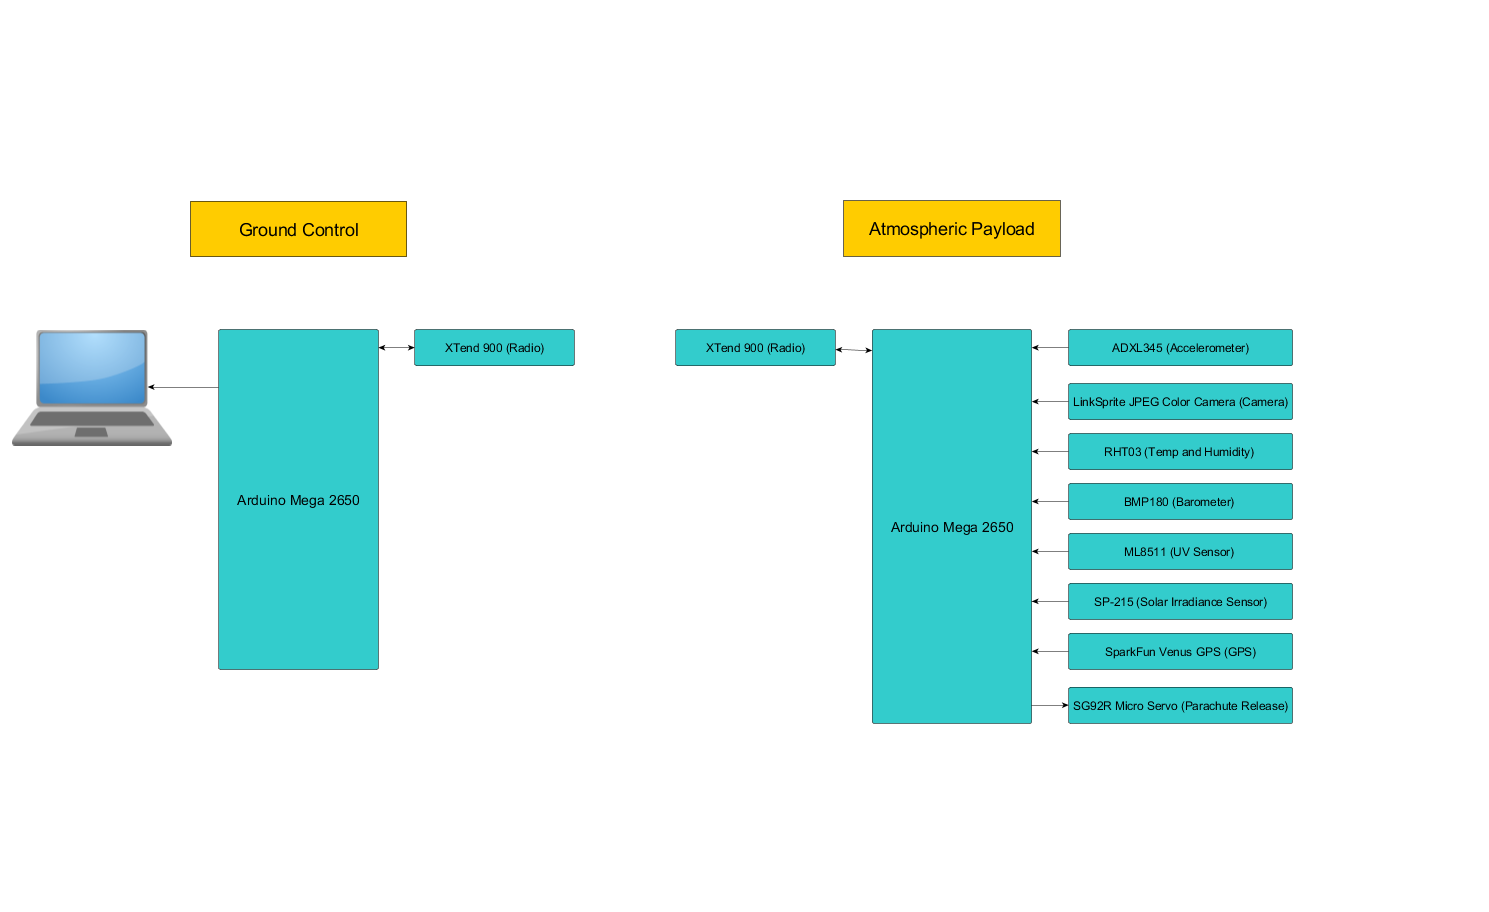 Ground Control
Atmospheric Payload
XTend 900 (Radio)
Arduino Mega 2650
XTend 900 (Radio)
Arduino Mega 2650
ADXL345 (Accelerometer)
LinkSprite JPEG Color Camera (Camera)
RHT03 (Temp and Humidity)
BMP180 (Barometer)
ML8511 (UV Sensor)
SP-215 (Solar Irradiance Sensor)
SparkFun Venus GPS (GPS)
SG92R Micro Servo (Parachute Release)